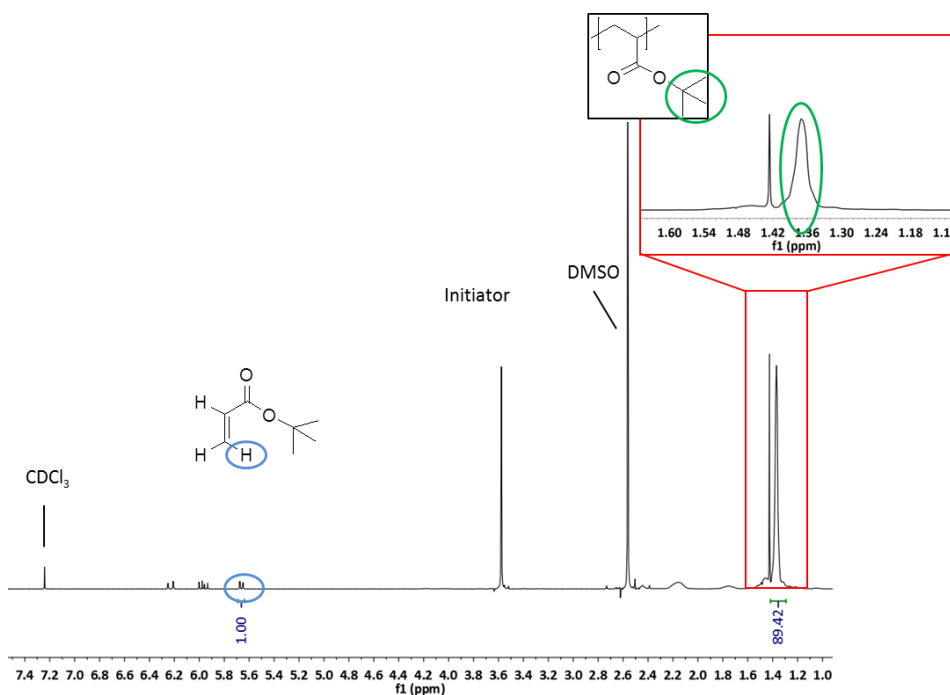 O
O
1.60 1.54 1.48 1.42 1.36 1.30 1.24 1.18 1.1
f1 (ppm)
DMSO
Initiator
O
H
O
H
H
CDCl3
1.00
89.42
7.4 7.2 7.0 6.8 6.6 6.4 6.2 6.0 5.8 5.6 5.4 5.2 5.0 4.8 4.6 4.4 4.2 4.0 3.8 3.6 3.4 3.2 3.0 2.8 2.6 2.4 2.2 2.0 1.8 1.6 1.4 1.2 1.0
f1 (ppm)